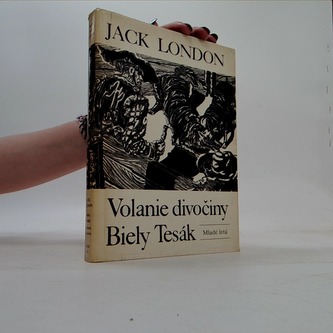 JACK LONDON
Volanie divočiny
Biely Tesák
Mladé letá